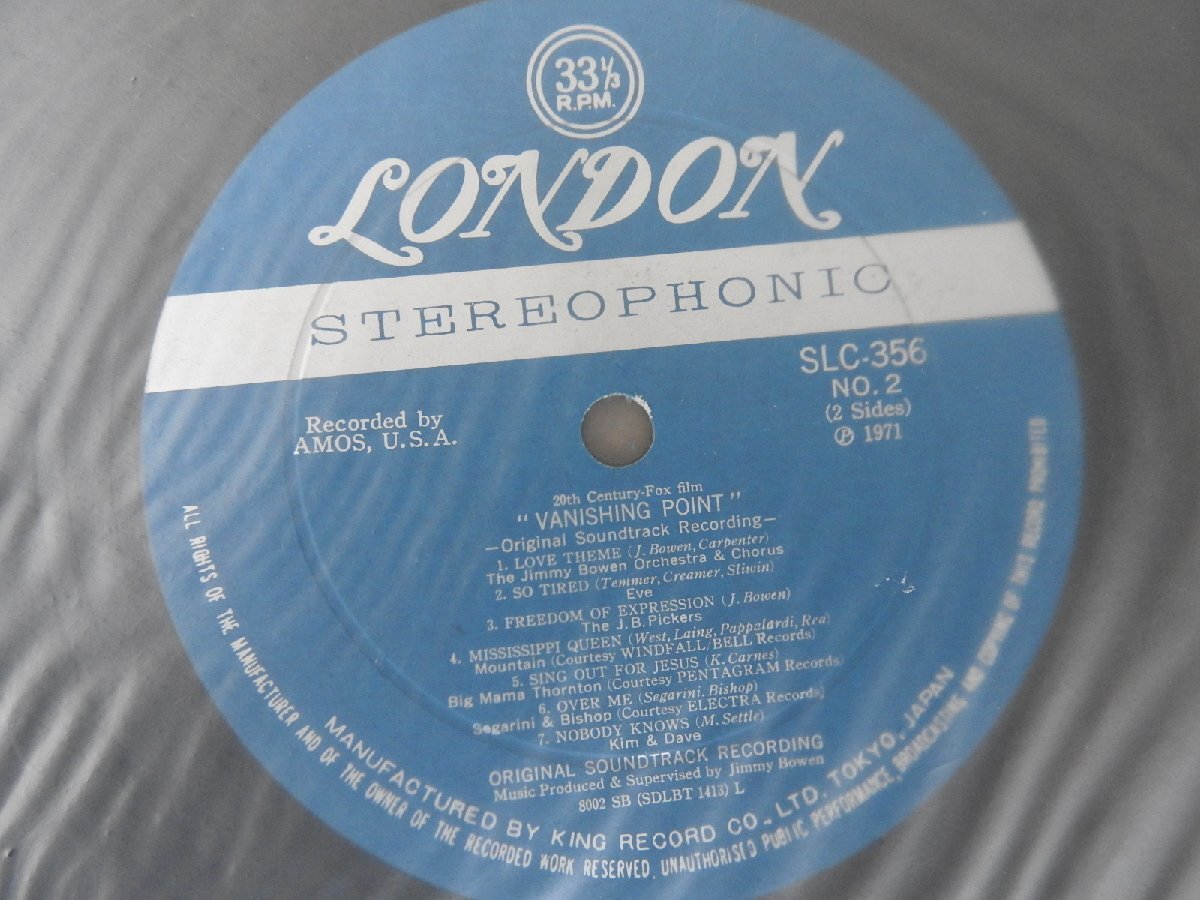 33 1/3
R.P.M.
LONDON
STEREOPHONIC
SLC-356
NO. 2
(2 Sides)
℗ 1971
Recorded by
AMOS, U.S.A.
20th Century-Fox film
"VANISHING POINT"
—Original Soundtrack Recording—
1. LOVE THEME (J. Bowen, Carpenter)
The Jimmy Bowen Orchestra & Chorus
2. SO TIRED (Temmer, Creamer, Sliwin)
Eve
3. FREEDOM OF EXPRESSION (J. Bowen)
The J.B. Pickers
4. MISSISSIPPI QUEEN (West, Laing, Pappalardi, Rea)
Mountain (Courtesy WINDFALL/BELL Records)
5. SING OUT FOR JESUS (K. Carnes)
Big Mama Thornton (Courtesy PENTAGRAM Records)
6. OVER ME (Segarini, Bishop)
Segarini & Bishop (Courtesy ELECTRA Records)
7. NOBODY KNOWS (M. Settle)
Kim & Dave
ORIGINAL SOUNDTRACK RECORDING
Music Produced & Supervised by Jimmy Bowen
8002 SB (SDLBT 1413) L
MANUFACTURED BY KING RECORD CO., LTD. TOKYO, JAPAN
ALL RIGHTS OF THE MANUFACTURER AND OF THE OWNER OF THE RECORDED WORK RESERVED. UNAUTHORISED PUBLIC PERFORMANCE, BROADCASTING AND COPYING OF THIS RECORD PROHIBITED